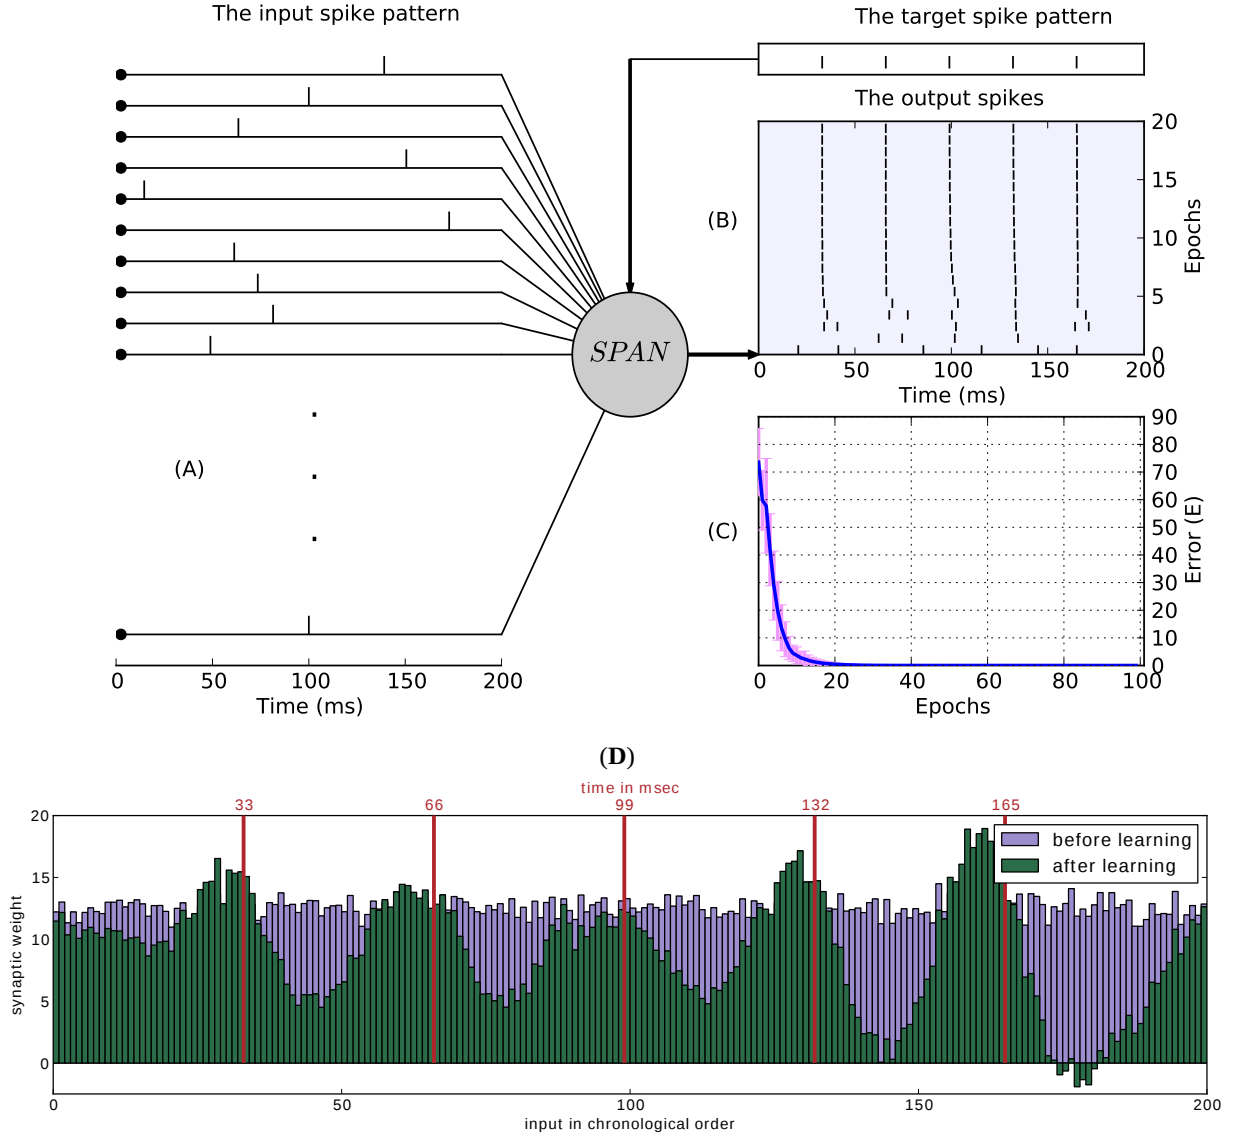 The input spike pattern
The target spike pattern
The output spikes
SPAN
(A)
0 50 100 150 200
Time (ms)
(B)
20
15
10
5
0
Epochs
0 50 100 150 200
Time (ms)
(C)
90
80
70
60
50
40
30
20
10
0
Error (E)
0 20 40 60 80 100
Epochs
(D)
time in msec
33 66 99 132 165
before learning
after learning
20
15
10
5
0
synaptic weight
0 50 100 150 200
input in chronological order